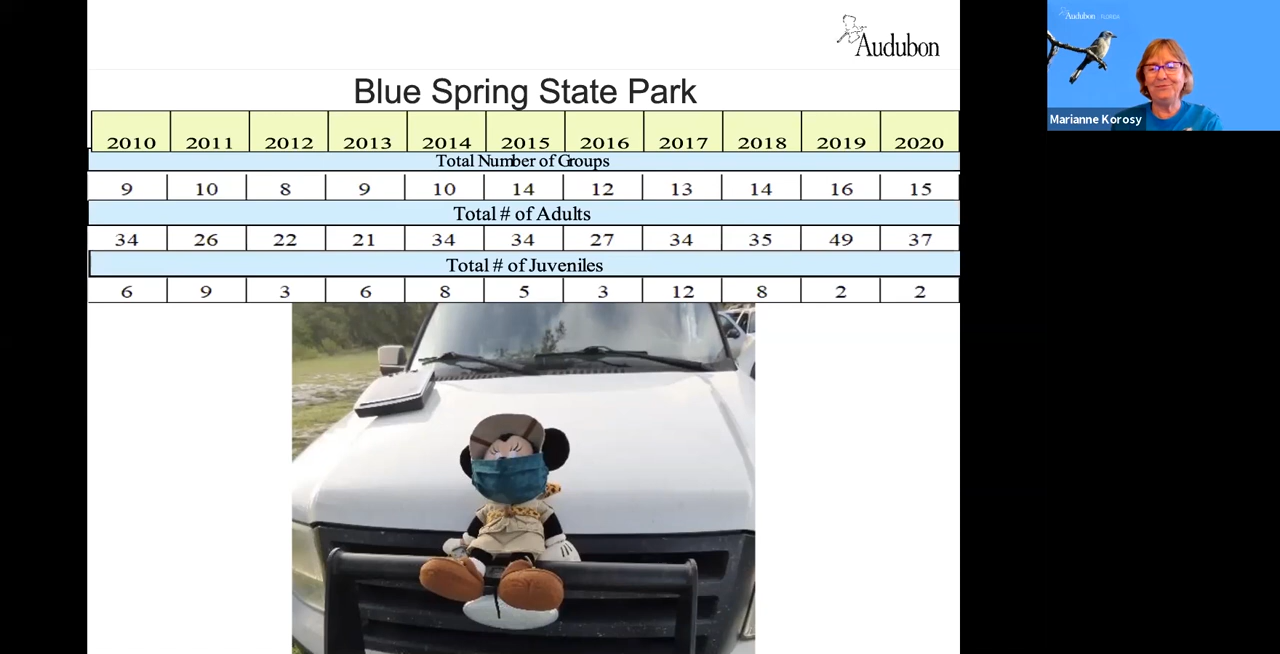 Audubon
Audubon FLORIDA
Blue Spring State Park
Marianne Korosy
2010 2011 2012 2013 2014 2015 2016 2017 2018 2019 2020
Total Number of Groups
9 10 8 9 10 14 12 13 14 16 15
Total # of Adults
34 26 22 21 34 34 27 34 35 49 37
Total # of Juveniles
6 9 3 6 8 5 3 12 8 2 2